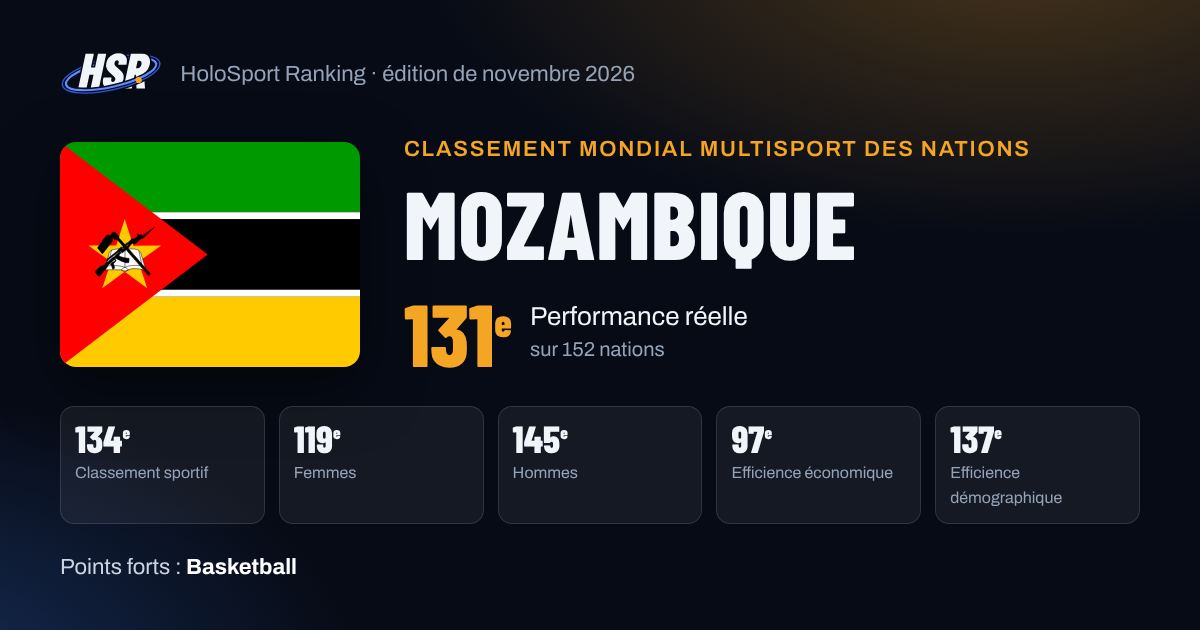 HSR
HoloSport Ranking · édition de novembre 2026
CLASSEMENT MONDIAL MULTISPORT DES NATIONS
MOZAMBIQUE
131e
Performance réelle
sur 152 nations
134e
Classement sportif
119e
Femmes
145e
Hommes
97e
Efficience économique
137e
Efficience
démographique
Points forts : Basketball